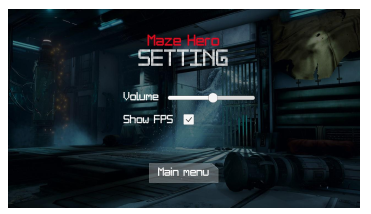 Maze Hero
SETTING
Volume
Show FPS
Main menu